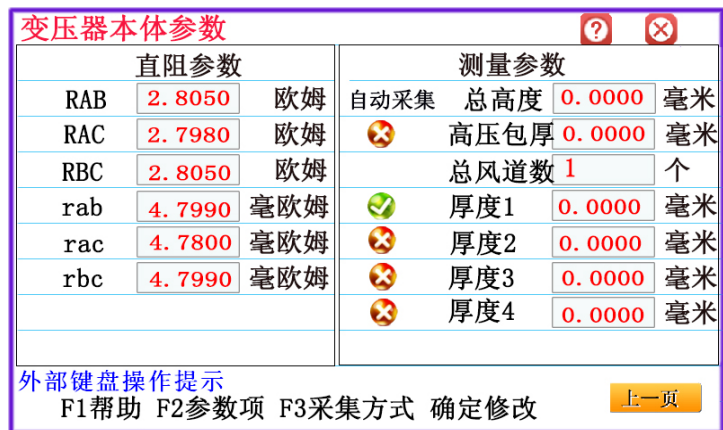 变压器本体参数
直阻参数
RAB 2.8050 欧姆
RAC 2.7980 欧姆
RBC 2.8050 欧姆
rab 4.7990 毫欧姆
rac 4.7800 毫欧姆
rbc 4.7990 毫欧姆
测量参数
自动采集 总高度 0.0000 毫米
高压包厚 0.0000 毫米
总风道数 1 个
厚度1 0.0000 毫米
厚度2 0.0000 毫米
厚度3 0.0000 毫米
厚度4 0.0000 毫米
外部键盘操作提示
F1帮助 F2参数项 F3采集方式 确定修改
上一页